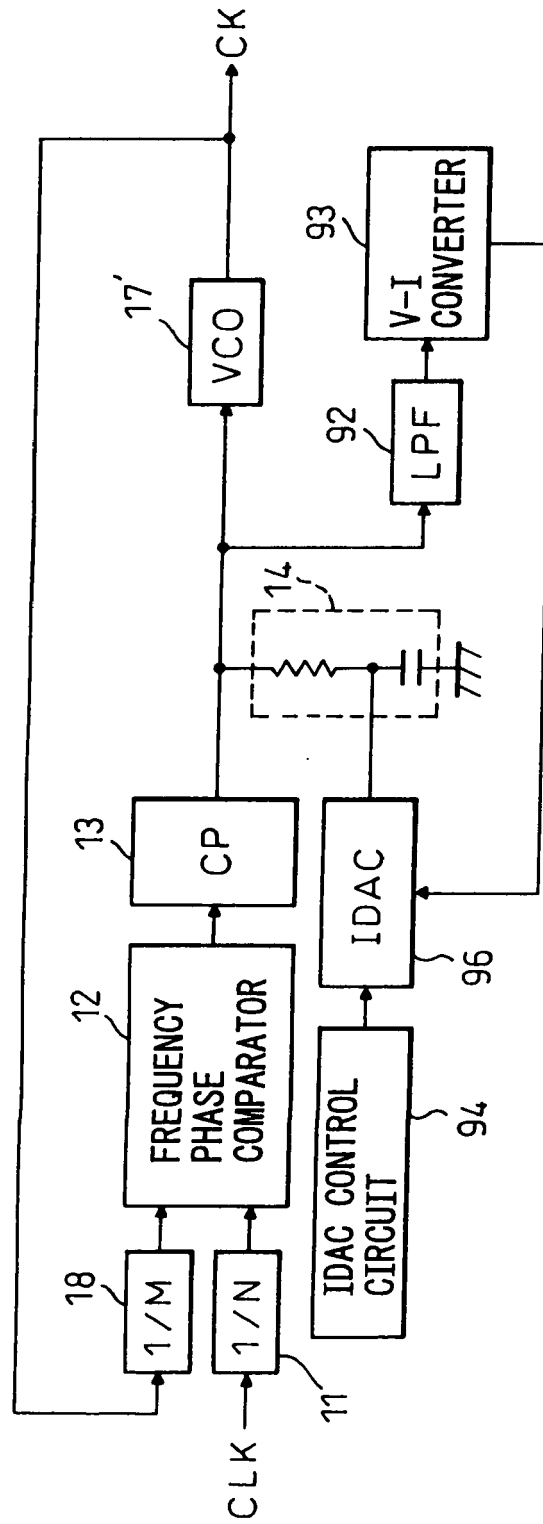 CLK
1/N
11
1/M
18
FREQUENCY
PHASE
COMPARATOR
12
CP
13
14
IDAC CONTROL
CIRCUIT
94
IDAC
96
VCO
17'
CK
LPF
92
V-I
CONVERTER
93